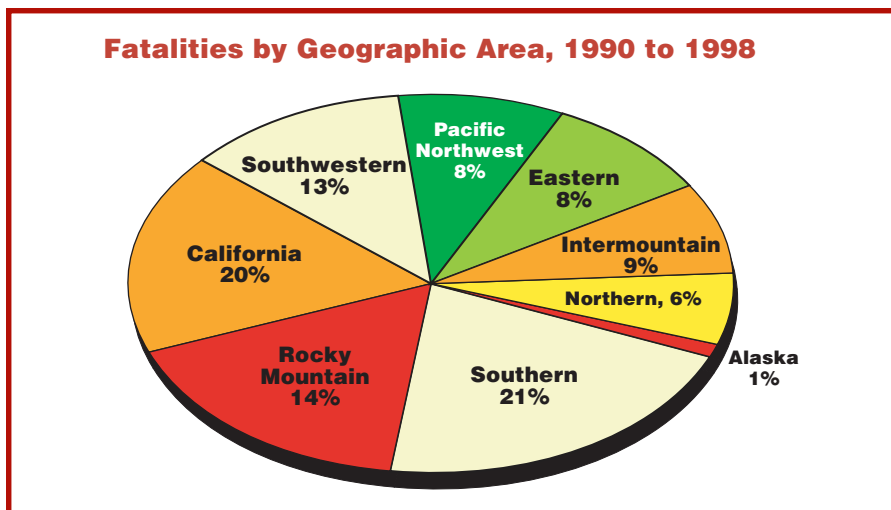 Fatalities by Geographic Area, 1990 to 1998
Pacific
Northwest
8%
Eastern
8%
Intermountain
9%
Northern, 6%
Alaska
1%
Southern
21%
Rocky
Mountain
14%
California
20%
Southwestern
13%